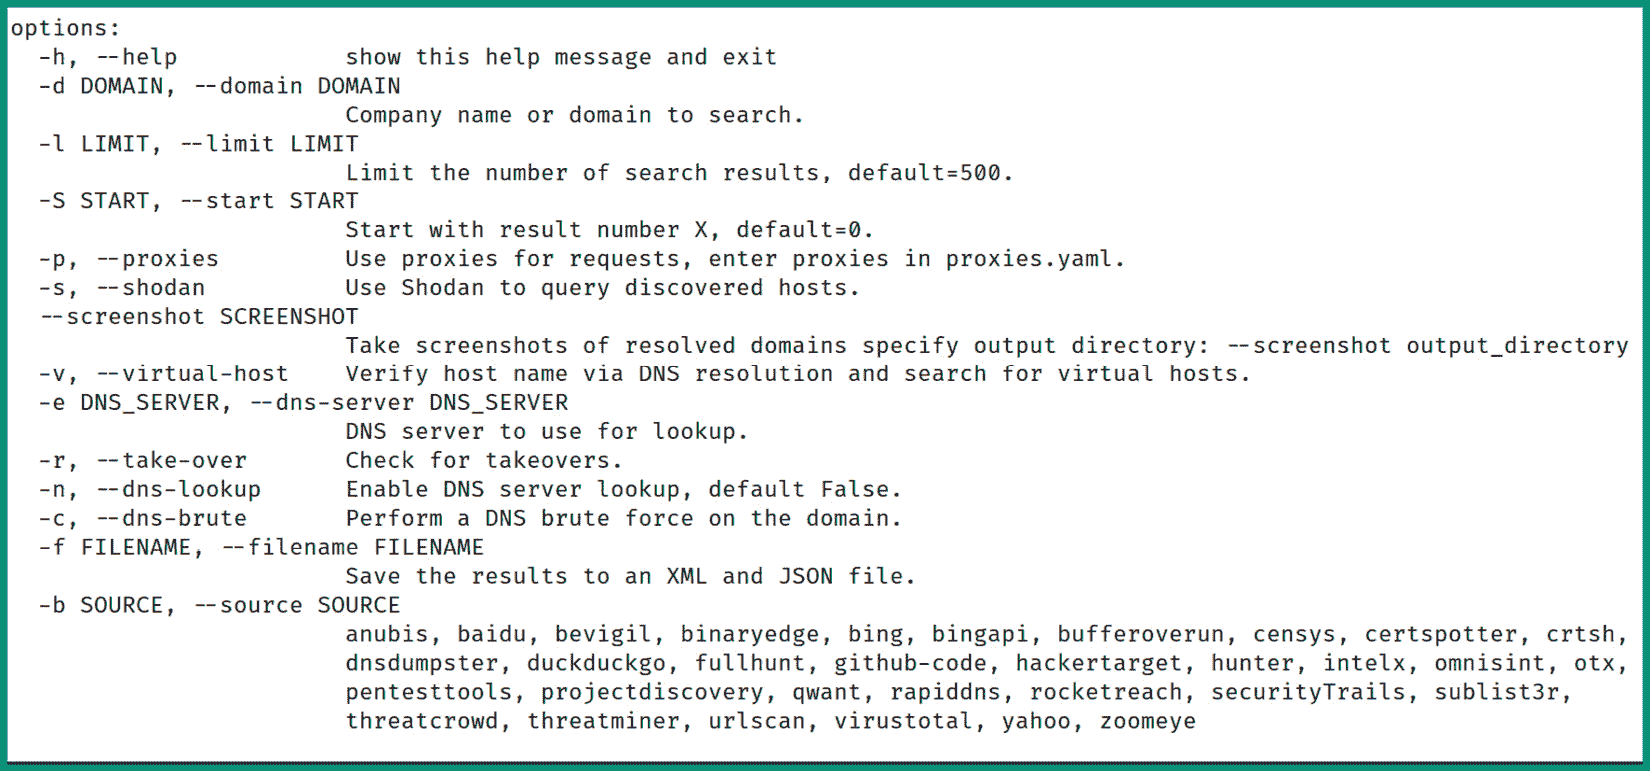 options:
-h, --help            show this help message and exit
-d DOMAIN, --domain DOMAIN
                      Company name or domain to search.
-l LIMIT, --limit LIMIT
                      Limit the number of search results, default=500.
-S START, --start START
                      Start with result number X, default=0.
-p, --proxies         Use proxies for requests, enter proxies in proxies.yaml.
-s, --shodan          Use Shodan to query discovered hosts.
--screenshot SCREENSHOT
                      Take screenshots of resolved domains specify output directory: --screenshot output_directory
-v, --virtual-host    Verify host name via DNS resolution and search for virtual hosts.
-e DNS_SERVER, --dns-server DNS_SERVER
                      DNS server to use for lookup.
-r, --take-over       Check for takeovers.
-n, --dns-lookup      Enable DNS server lookup, default False.
-c, --dns-brute       Perform a DNS brute force on the domain.
-f FILENAME, --filename FILENAME
                      Save the results to an XML and JSON file.
-b SOURCE, --source SOURCE
                      anubis, baidu, bevigil, binaryedge, bing, bingapi, bufferoverun, censys, certspotter, crtsh,
                      dnsdumpster, duckduckgo, fullhunt, github-code, hackertarget, hunter, intelx, omnisint, otx,
                      pentesttools, projectdiscovery, qwant, rapiddns, rocketreach, securityTrails, sublist3r,
                      threatcrowd, threatminer, urlscan, virustotal, yahoo, zoomeye